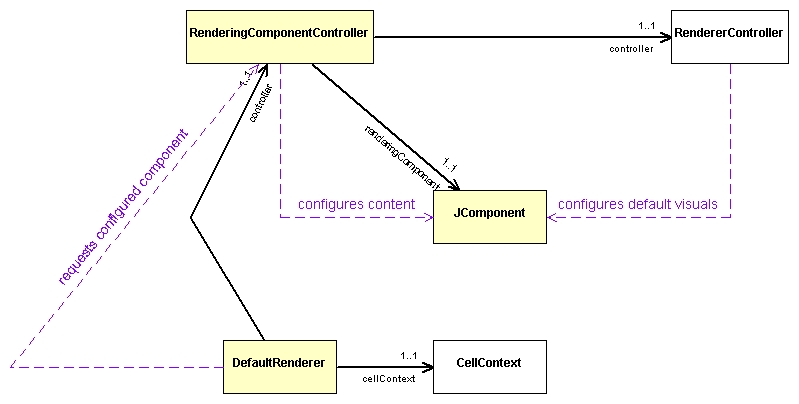 RenderingComponentController
1..1
controller
RendererController
1..1
controller
renderingComponent
1..1
requests configured component
configures content
JComponent
configures default visuals
DefaultRenderer
1..1
cellContext
CellContext